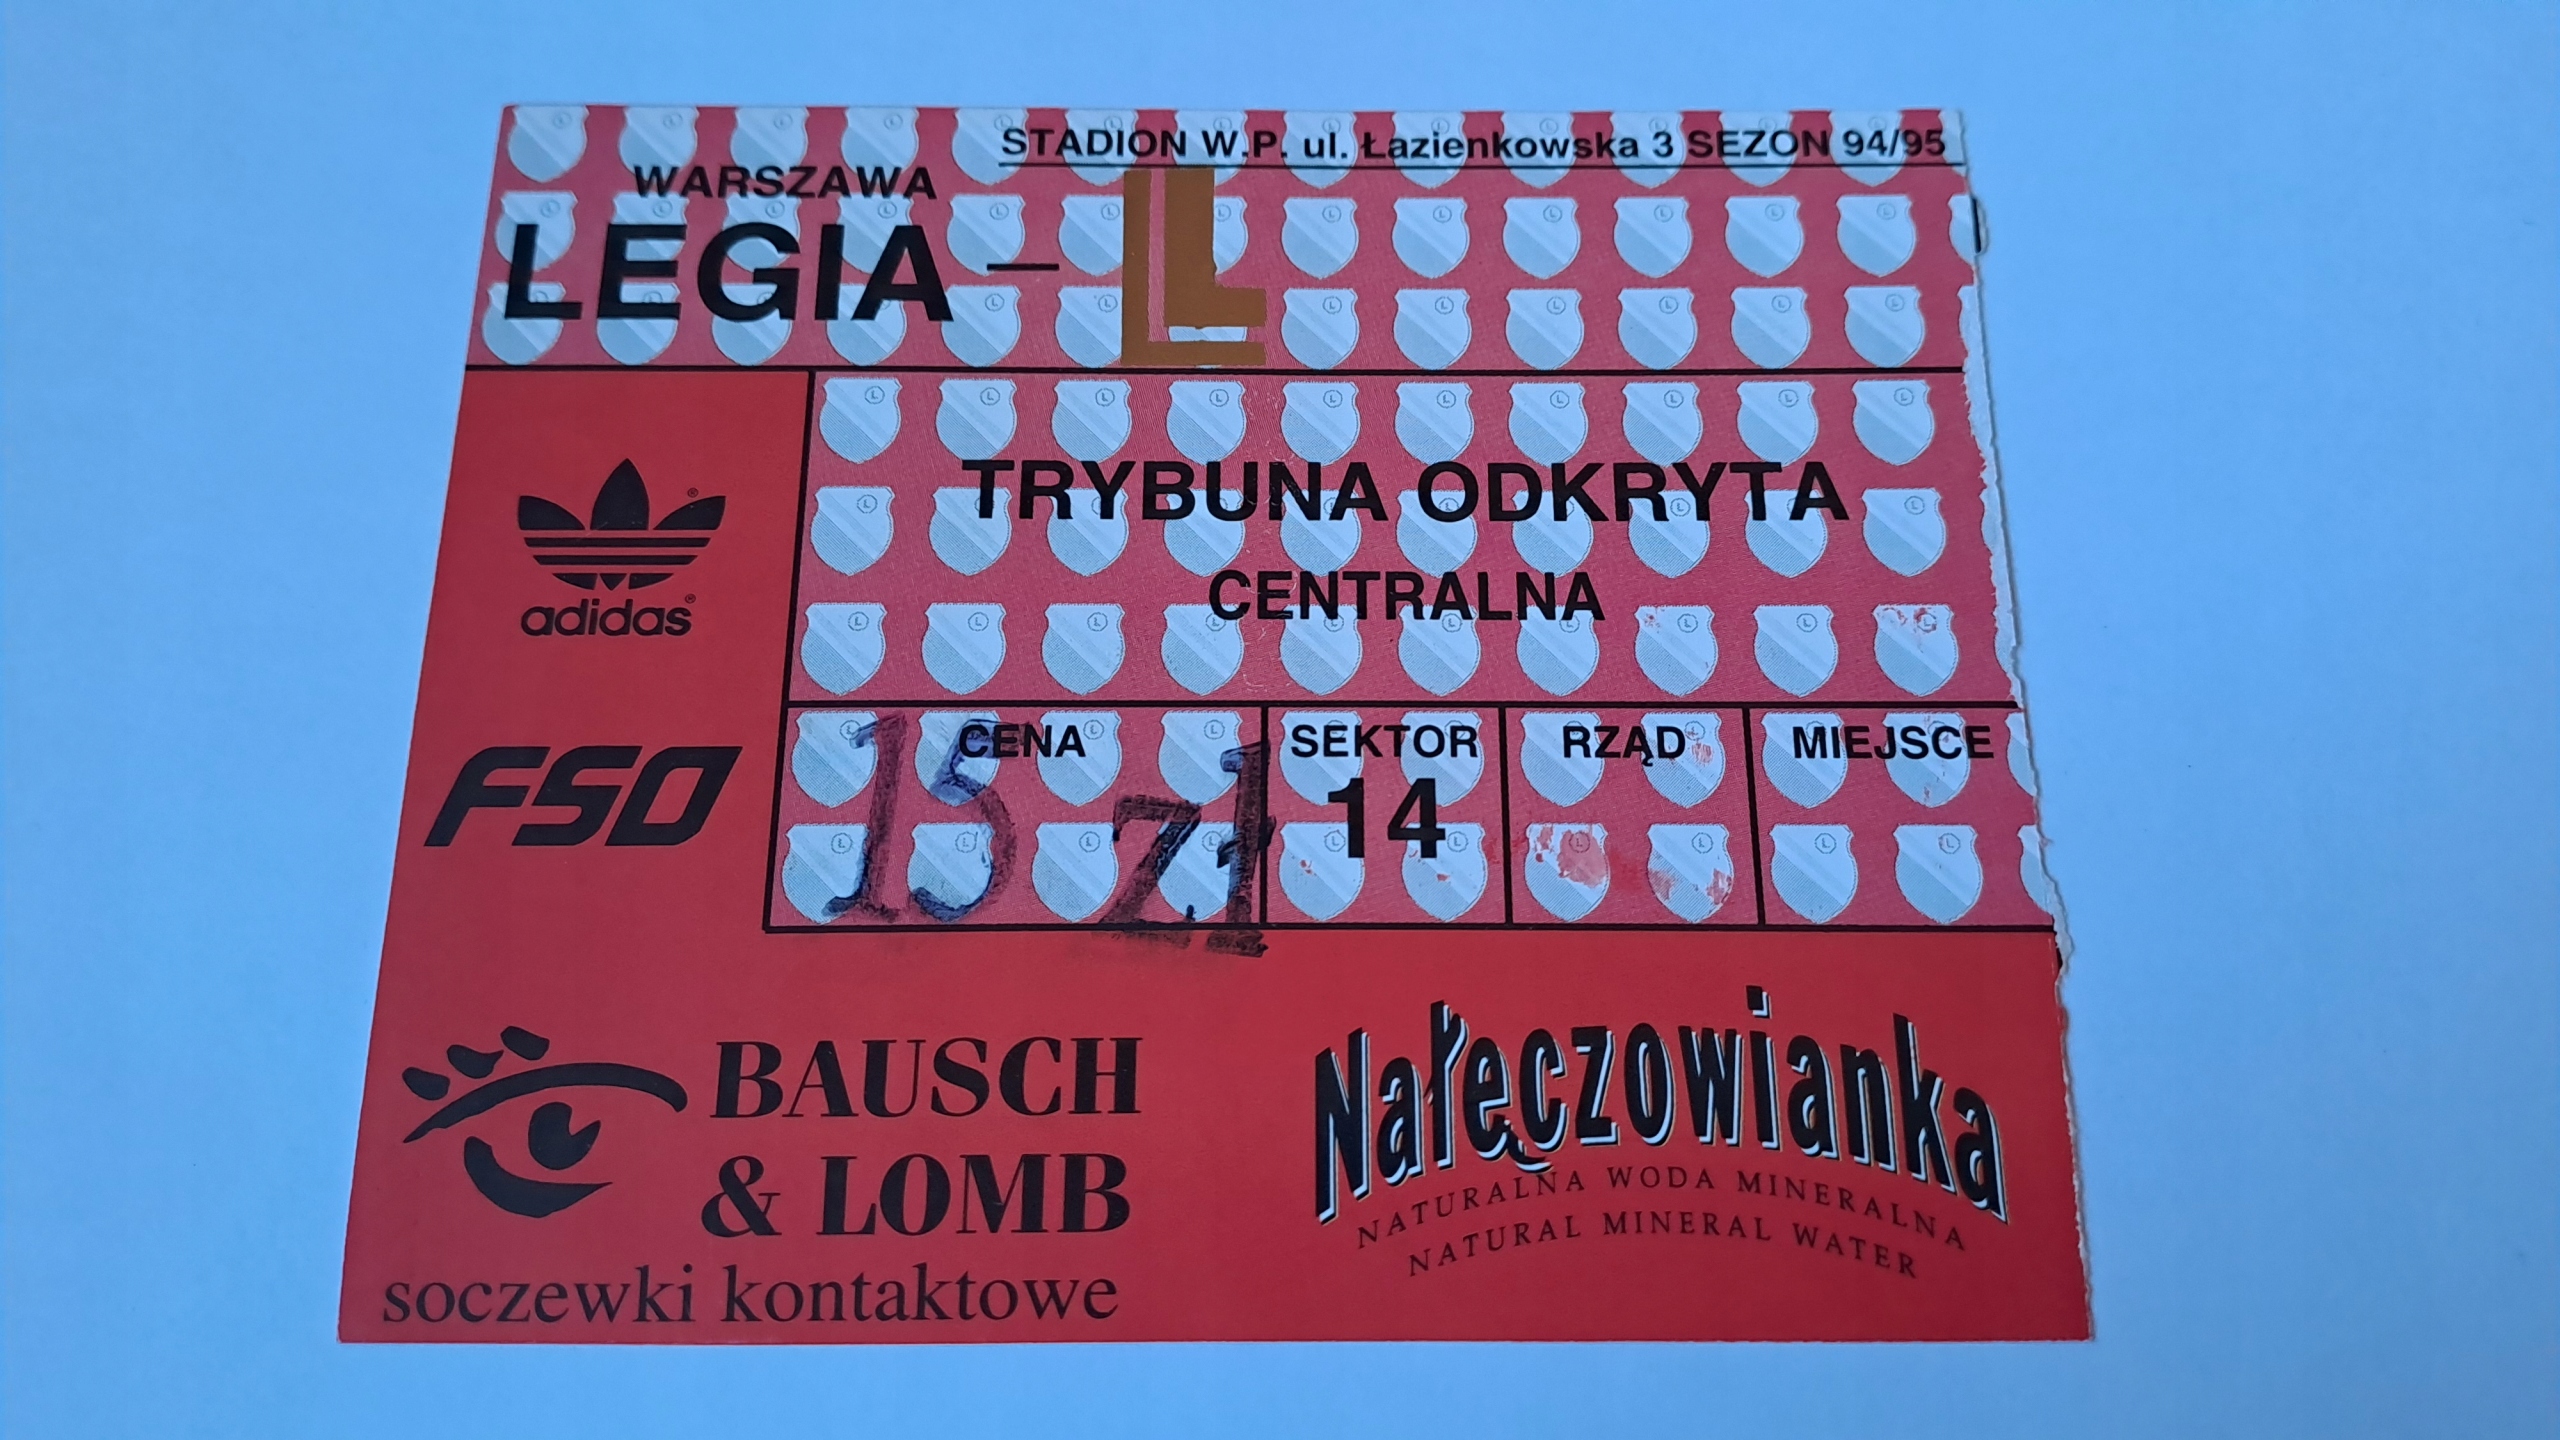 STADION W.P. ul. Łazienkowska 3 SEZON 94/95
WARSZAWA
LEGIA – LL
TRYBUNA ODKRYTA
CENTRALNA
adidas®
FSO
CENA
15 zł
SEKTOR
14
RZĄD
MIEJSCE
BAUSCH
& LOMB
soczewki kontaktowe
Nałęczowianka
NATURALNA WODA MINERALNA
NATURAL MINERAL WATER